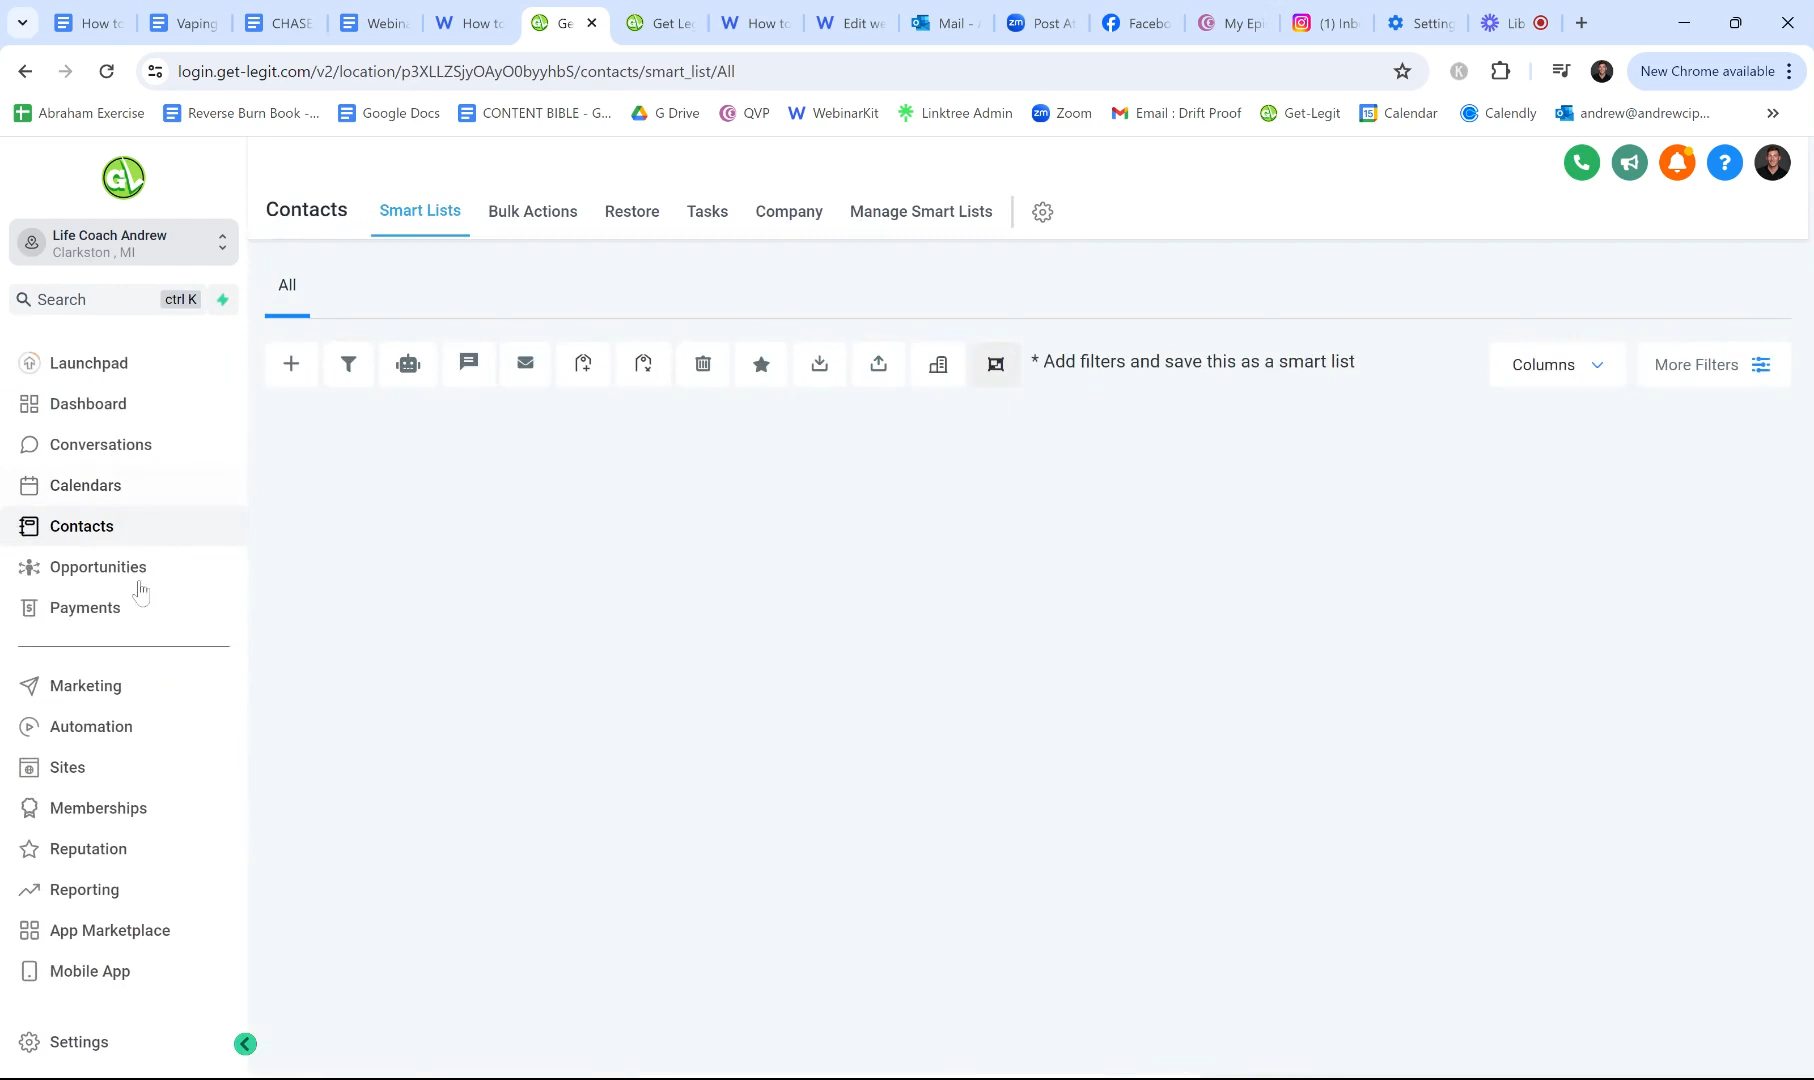 How to
Vaping
CHASE
Webina
How to
Ge
Get Le
How to
Edit we
Mail -
Post At
Facebo
My Epi
(1) Inb
Setting
Lib
login.get-legit.com/v2/location/p3XLLZSjyOAyO0byyhbS/contacts/smart_list/All
New Chrome available
Abraham Exercise
Reverse Burn Book -...
Google Docs
CONTENT BIBLE - G...
G Drive
QVP
WebinarKit
Linktree Admin
Zoom
Email : Drift Proof
Get-Legit
Calendar
Calendly
andrew@andrewcip...
GL
Life Coach Andrew
Clarkston , MI
Search
ctrl K
Launchpad
Dashboard
Conversations
Calendars
Contacts
Opportunities
Payments
Marketing
Automation
Sites
Memberships
Reputation
Reporting
App Marketplace
Mobile App
Settings
Contacts
Smart Lists
Bulk Actions
Restore
Tasks
Company
Manage Smart Lists
All
* Add filters and save this as a smart list
Columns
More Filters